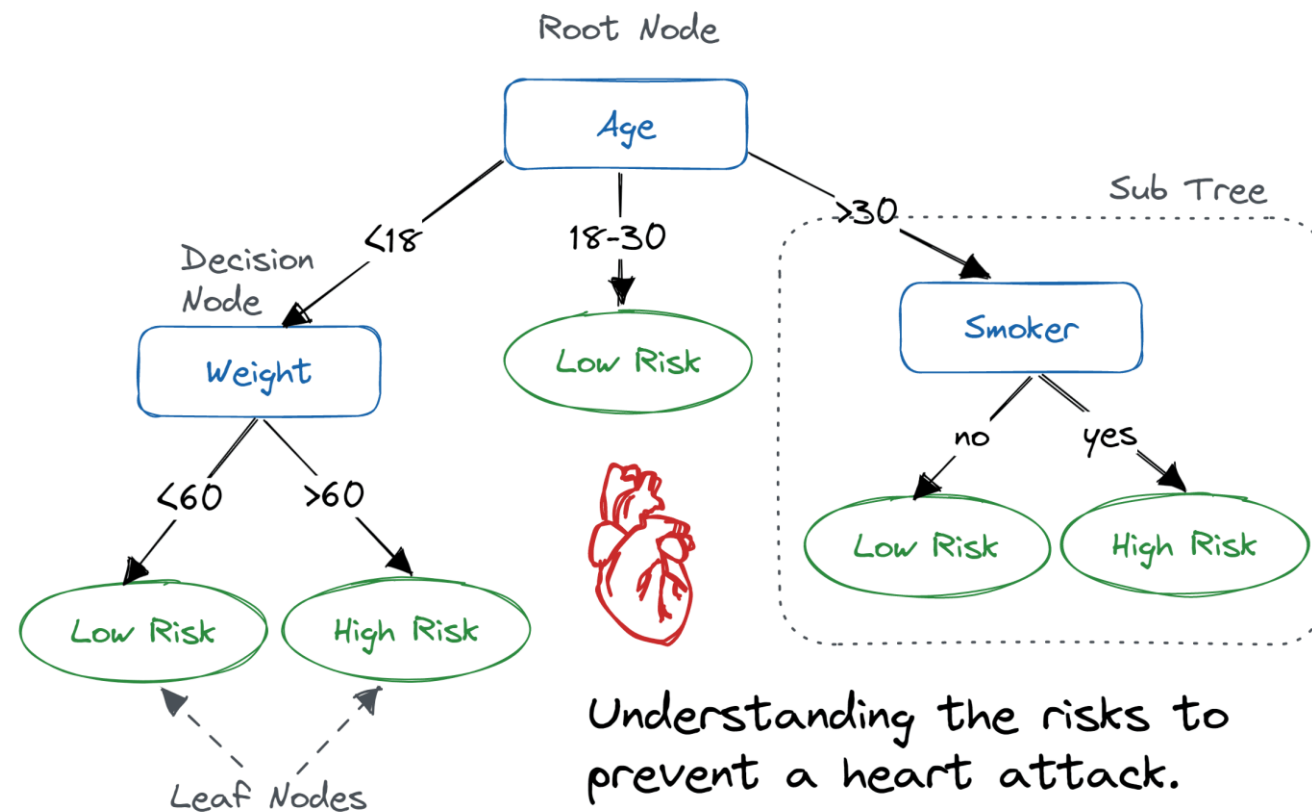 Root Node
Age
Sub Tree
<18
18-30
>30
Decision
Node
Weight
Low Risk
Smoker
<60
>60
no
yes
Low Risk
High Risk
Low Risk
High Risk
Understanding the risks to
prevent a heart attack.
Leaf Nodes